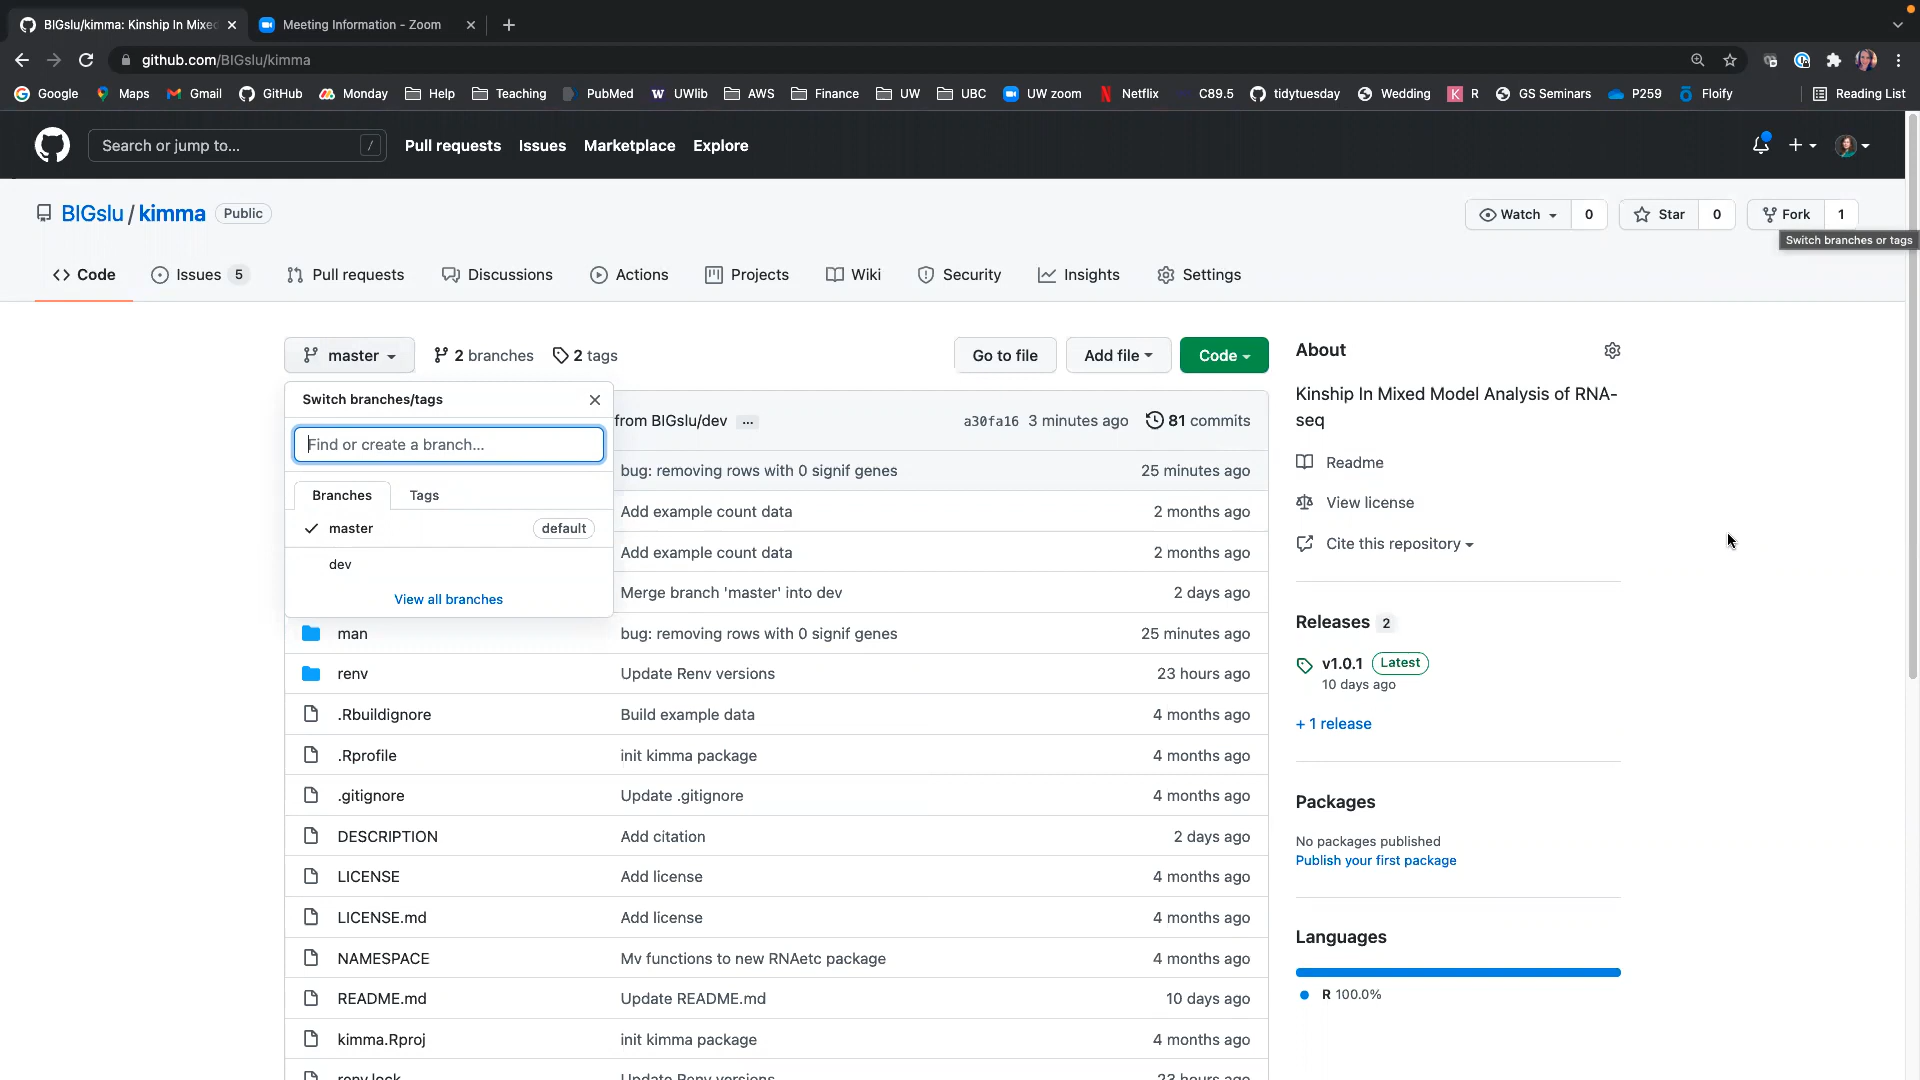 BIGslu/kimma: Kinship In Mixed
Meeting Information - Zoom
github.com/BIGslu/kimma
Google Maps Gmail GitHub Monday Help Teaching PubMed UWlib AWS Finance UW UBC UW zoom Netflix C89.5 tidytuesday Wedding R GS Seminars P259 Floify Reading List
Search or jump to... /
Pull requests Issues Marketplace Explore
BIGslu / kimma Public
Watch 0 Star 0 Fork 1
Switch branches or tags
Code Issues 5 Pull requests Discussions Actions Projects Wiki Security Insights Settings
master 2 branches 2 tags Go to file Add file Code
Switch branches/tags
Find or create a branch...
Branches Tags
master default
dev
View all branches
from BIGslu/dev ... a30fa16 3 minutes ago 81 commits
bug: removing rows with 0 signif genes 25 minutes ago
Add example count data 2 months ago
Add example count data 2 months ago
Merge branch 'master' into dev 2 days ago
man bug: removing rows with 0 signif genes 25 minutes ago
renv Update Renv versions 23 hours ago
.Rbuildignore Build example data 4 months ago
.Rprofile init kimma package 4 months ago
.gitignore Update .gitignore 4 months ago
DESCRIPTION Add citation 2 days ago
LICENSE Add license 4 months ago
LICENSE.md Add license 4 months ago
NAMESPACE Mv functions to new RNAetc package 4 months ago
README.md Update README.md 10 days ago
kimma.Rproj init kimma package 4 months ago
renv.lock Update Renv versions 23 hours ago
About
Kinship In Mixed Model Analysis of RNA-
seq
Readme
View license
Cite this repository
Releases 2
v1.0.1 Latest
10 days ago
+ 1 release
Packages
No packages published
Publish your first package
Languages
R 100.0%